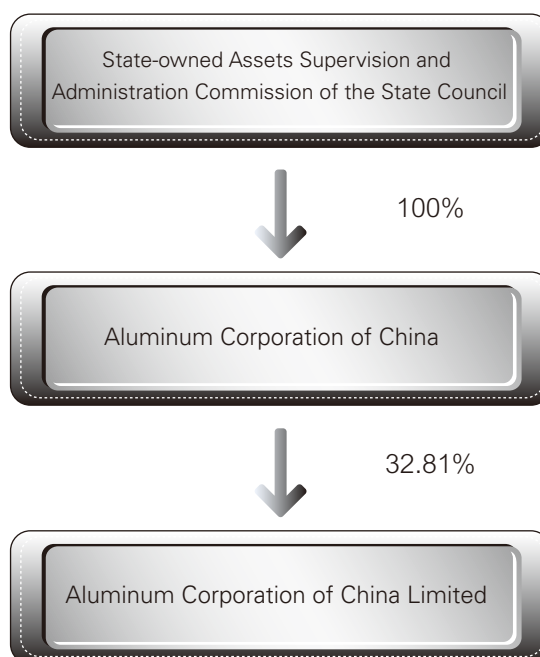 State-owned Assets Supervision and
Administration Commission of the State Council
100%
Aluminum Corporation of China
32.81%
Aluminum Corporation of China Limited